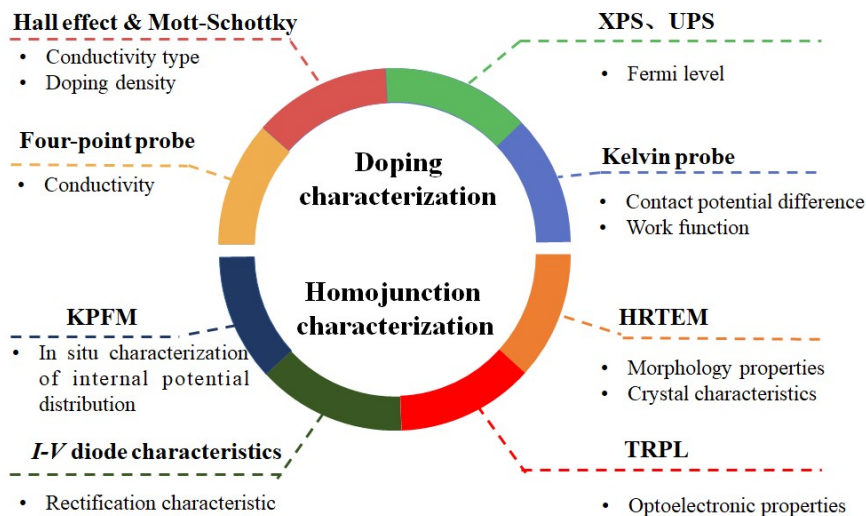 Hall effect & Mott-Schottky
• Conductivity type
• Doping density
XPS、UPS
• Fermi level
Four-point probe
• Conductivity
Doping
characterization
Kelvin probe
• Contact potential difference
• Work function
KPFM
• In situ characterization
of internal potential
distribution
Homojunction
characterization
HRTEM
• Morphology properties
• Crystal characteristics
I-V diode characteristics
• Rectification characteristic
TRPL
• Optoelectronic properties